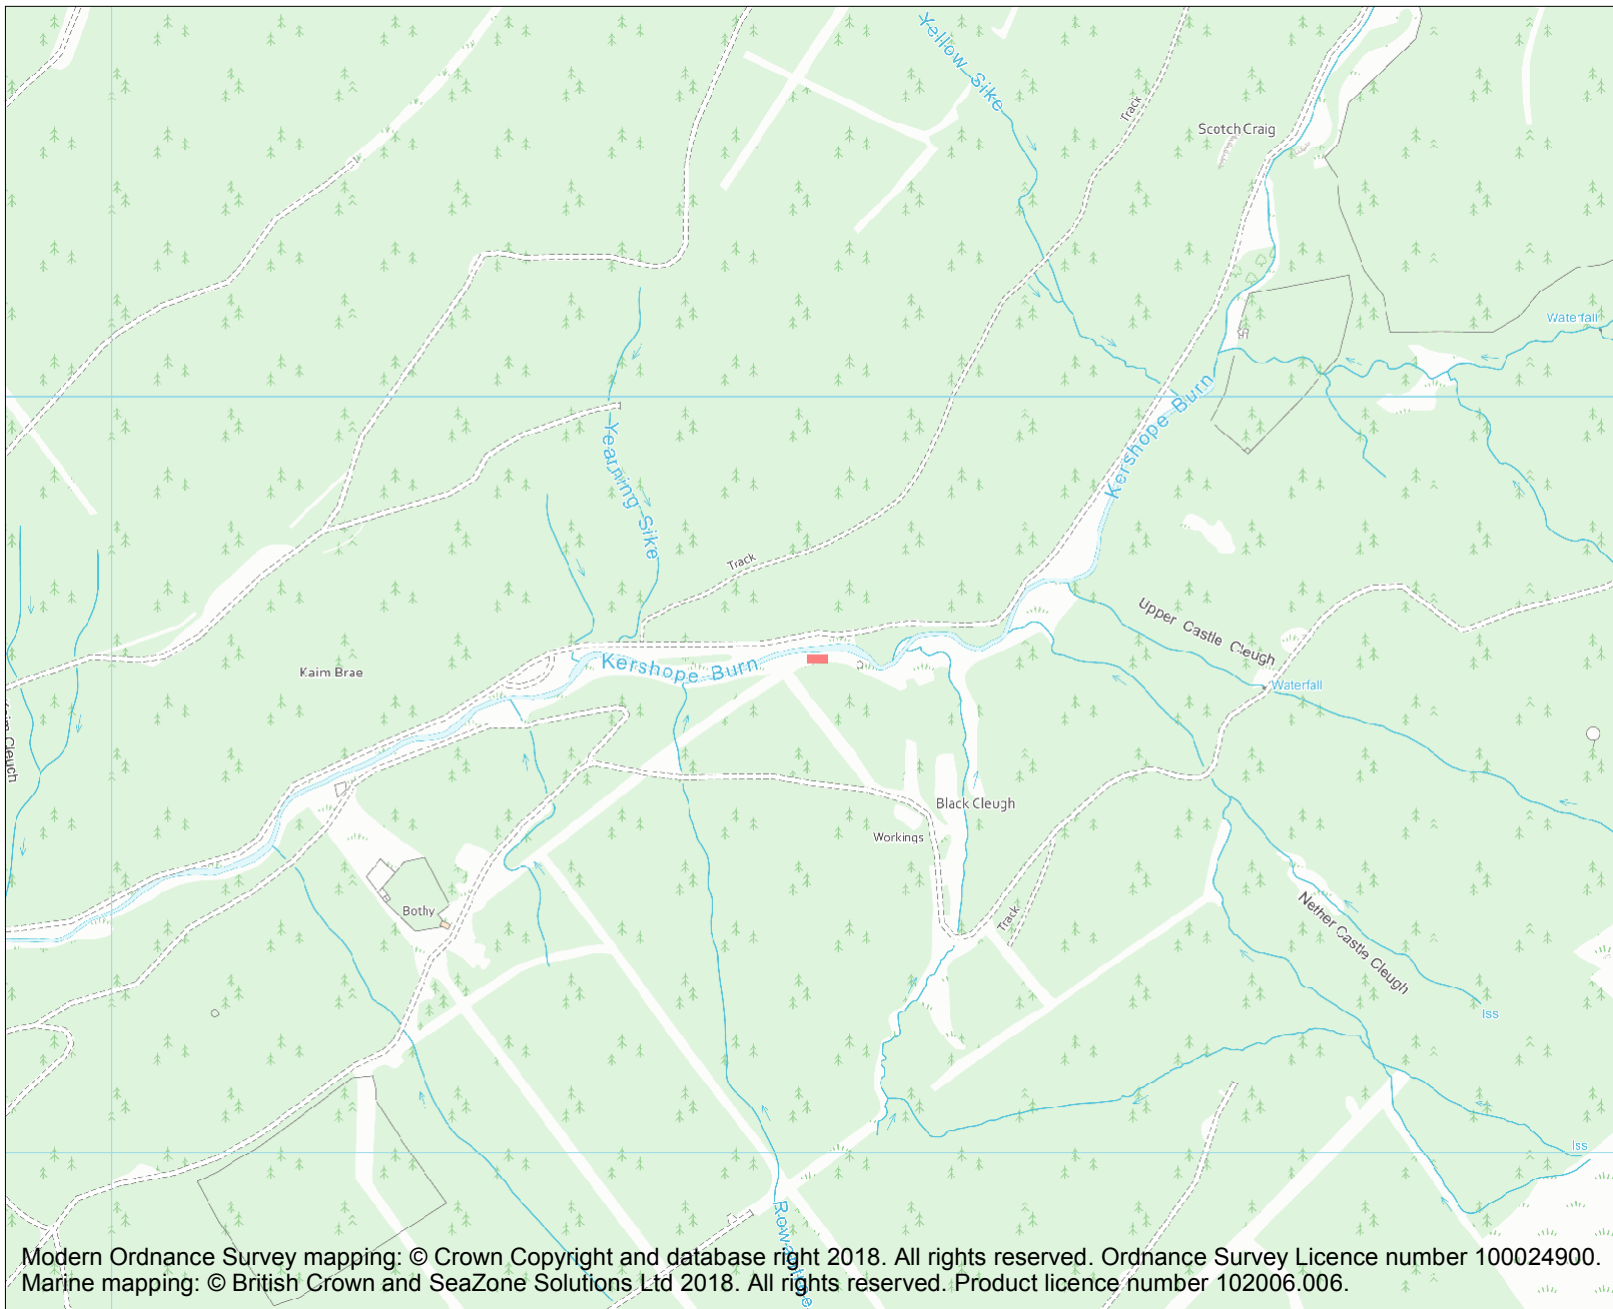 Yellow Sike
Track
Scotch Craig
Waterfall
Kershope Burn
Yearning Sike
Track
Upper Castle Cleugh
Kershope Burn
Kaim Brae
Waterfall
Cleuch
Black Cleugh
Workings
Bothy
Track
Nether Castle Cleugh
Iss
Iss
Modern Ordnance Survey mapping: © Crown Copyright and database right 2018. All rights reserved. Ordnance Survey Licence number 100024900.
Marine mapping: © British Crown and SeaZone Solutions Ltd 2018. All rights reserved. Product licence number 102006.006.